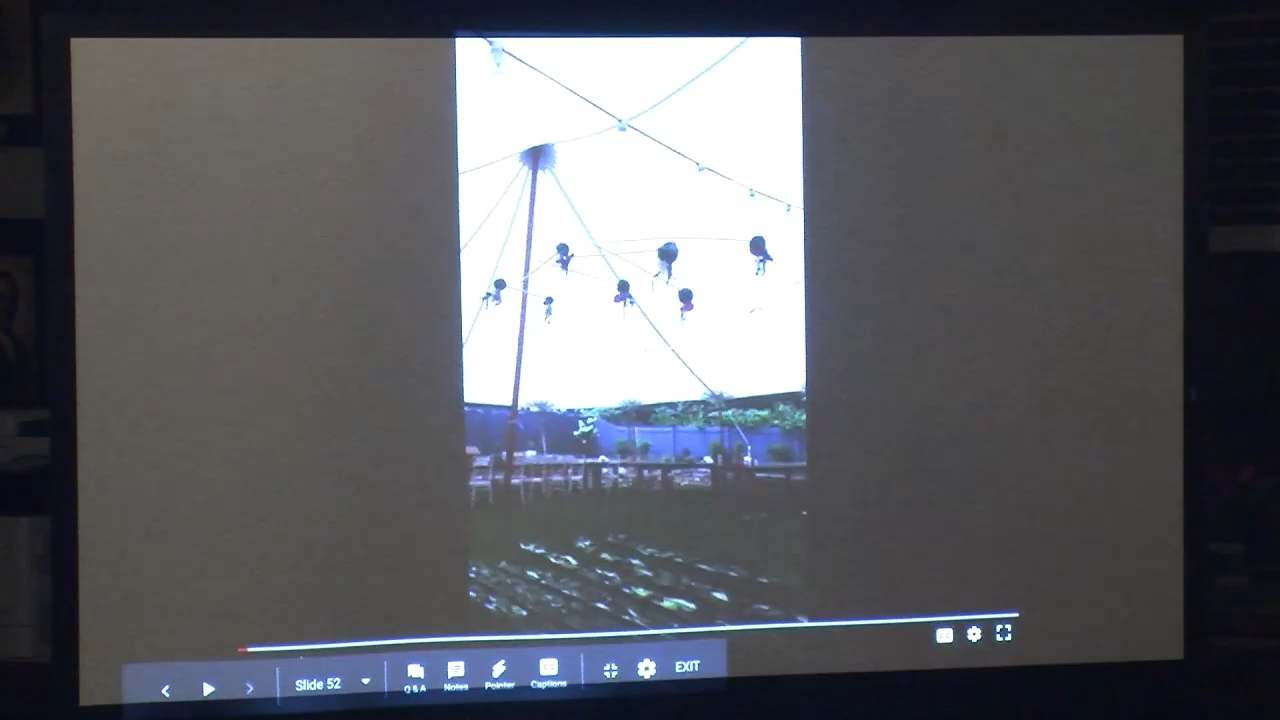 Slide 52
Q & A
Notes
Pointer
Captions
EXIT